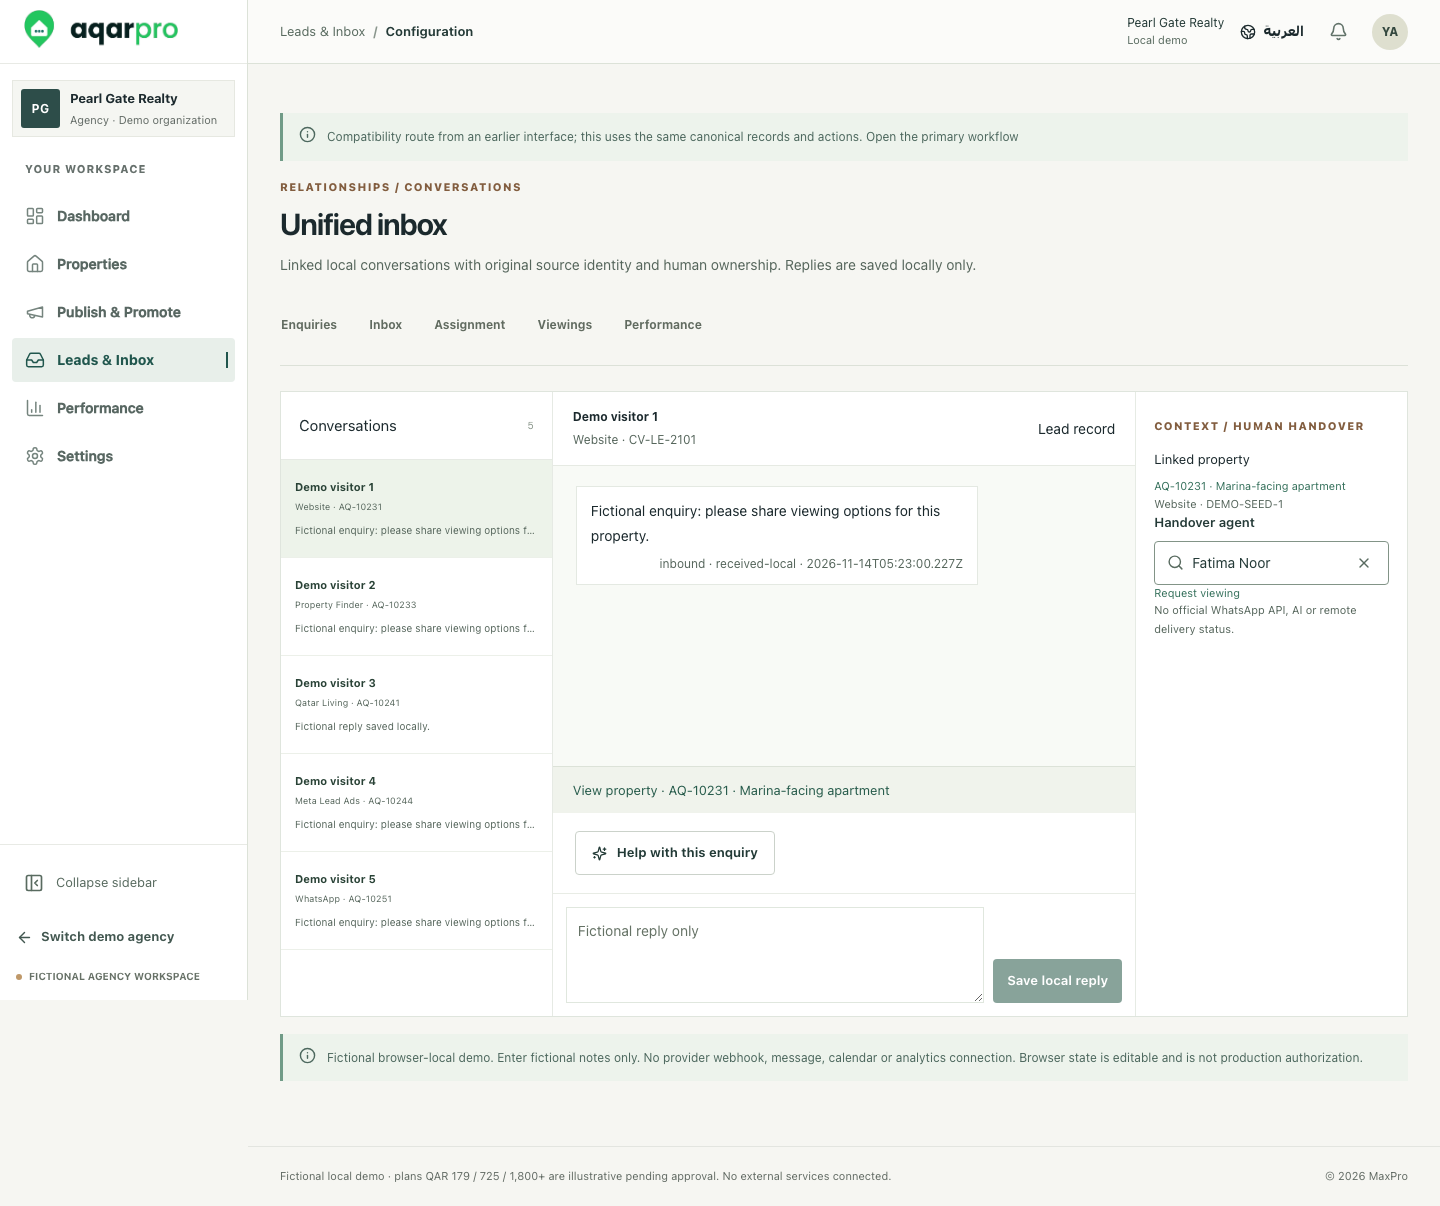 aqarpro
Leads & Inbox / Configuration
Pearl Gate Realty
Local demo
العربية
YA
PG
Pearl Gate Realty
Agency · Demo organization
YOUR WORKSPACE
Dashboard
Properties
Publish & Promote
Leads & Inbox
Performance
Settings
Collapse sidebar
Switch demo agency
FICTIONAL AGENCY WORKSPACE
Compatibility route from an earlier interface; this uses the same canonical records and actions. Open the primary workflow
RELATIONSHIPS / CONVERSATIONS
Unified inbox
Linked local conversations with original source identity and human ownership. Replies are saved locally only.
Enquiries
Inbox
Assignment
Viewings
Performance
Conversations
5
Demo visitor 1
Website · AQ-10231
Fictional enquiry: please share viewing options f...
Demo visitor 2
Property Finder · AQ-10233
Fictional enquiry: please share viewing options f...
Demo visitor 3
Qatar Living · AQ-10241
Fictional reply saved locally.
Demo visitor 4
Meta Lead Ads · AQ-10244
Fictional enquiry: please share viewing options f...
Demo visitor 5
WhatsApp · AQ-10251
Fictional enquiry: please share viewing options f...
Demo visitor 1
Website · CV-LE-2101
Lead record
Fictional enquiry: please share viewing options for this
property.
inbound · received-local · 2026-11-14T05:23:00.227Z
View property · AQ-10231 · Marina-facing apartment
Help with this enquiry
Fictional reply only
Save local reply
CONTEXT / HUMAN HANDOVER
Linked property
AQ-10231 · Marina-facing apartment
Website · DEMO-SEED-1
Handover agent
Fatima Noor
Request viewing
No official WhatsApp API, AI or remote
delivery status.
Fictional browser-local demo. Enter fictional notes only. No provider webhook, message, calendar or analytics connection. Browser state is editable and is not production authorization.
Fictional local demo · plans QAR 179 / 725 / 1,800+ are illustrative pending approval. No external services connected.
© 2026 MaxPro